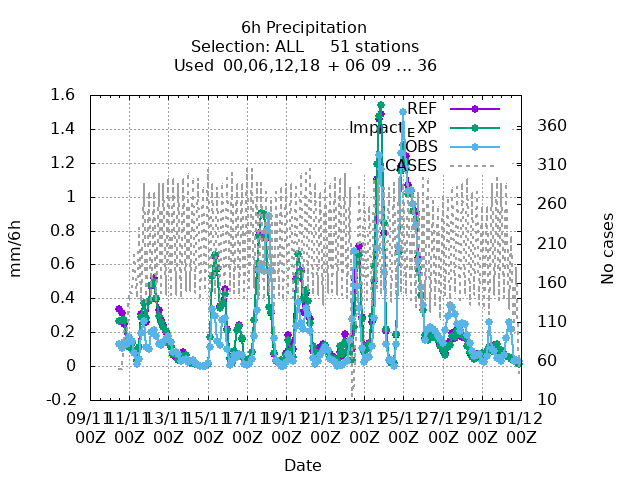 6h Precipitation
Selection: ALL 51 stations
Used 00,06,12,18 + 06 09 ... 36
REF
Impact_EXP
OBS
CASES
1.6
1.4
1.2
1
0.8
0.6
0.4
0.2
0
-0.2
mm/6h
360
310
260
210
160
110
60
10
No cases
09/11 11/11 13/11 15/11 17/11 19/11 21/11 23/11 25/11 27/11 29/11 01/12
00Z 00Z 00Z 00Z 00Z 00Z 00Z 00Z 00Z 00Z 00Z 00Z
Date